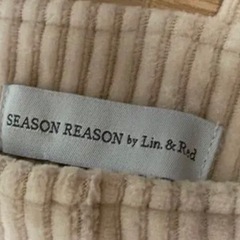 SEASON REASON by Lin. & Red